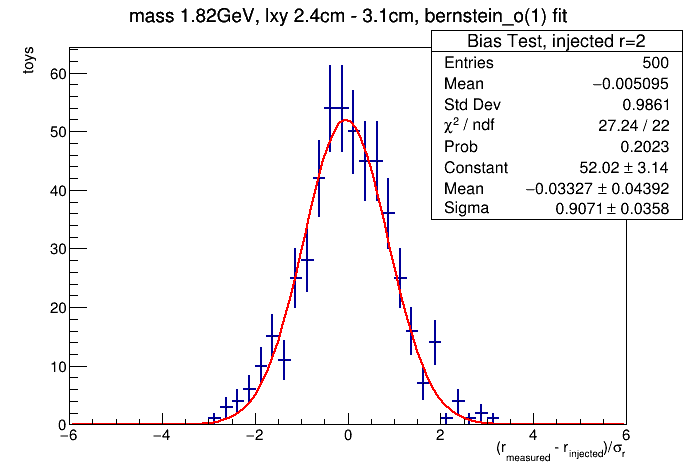 mass 1.82GeV, lxy 2.4cm - 3.1cm, bernstein_o(1) fit
Bias Test, injected r=2
Entries 500
Mean −0.005095
Std Dev 0.9861
χ² / ndf 27.24 / 22
Prob 0.2023
Constant 52.02 ± 3.14
Mean −0.03327 ± 0.04392
Sigma 0.9071 ± 0.0358
toys
60
50
40
30
20
10
0
−6 −4 −2 0 2 4 6
(r_measured - r_injected)/σ_r